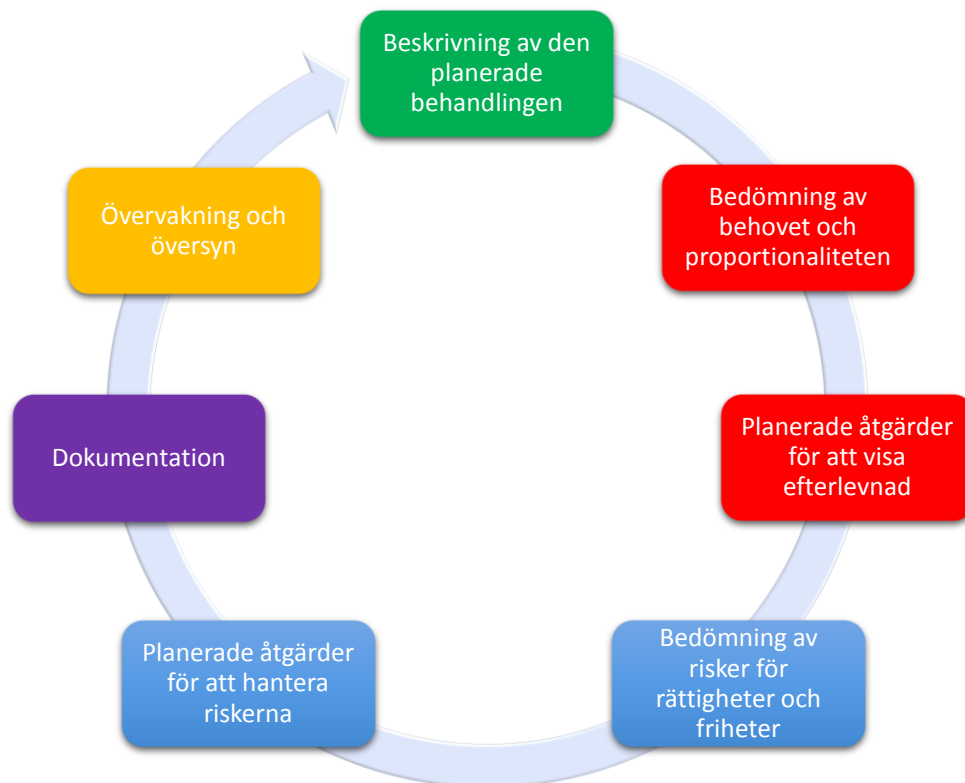 Beskrivning av den
planerade
behandlingen
Bedömning av
behovet och
proportionaliteten
Planerade åtgärder
för att visa
efterlevnad
Bedömning av
risker för
rättigheter och
friheter
Planerade åtgärder
för att hantera
riskerna
Dokumentation
Övervakning och
översyn